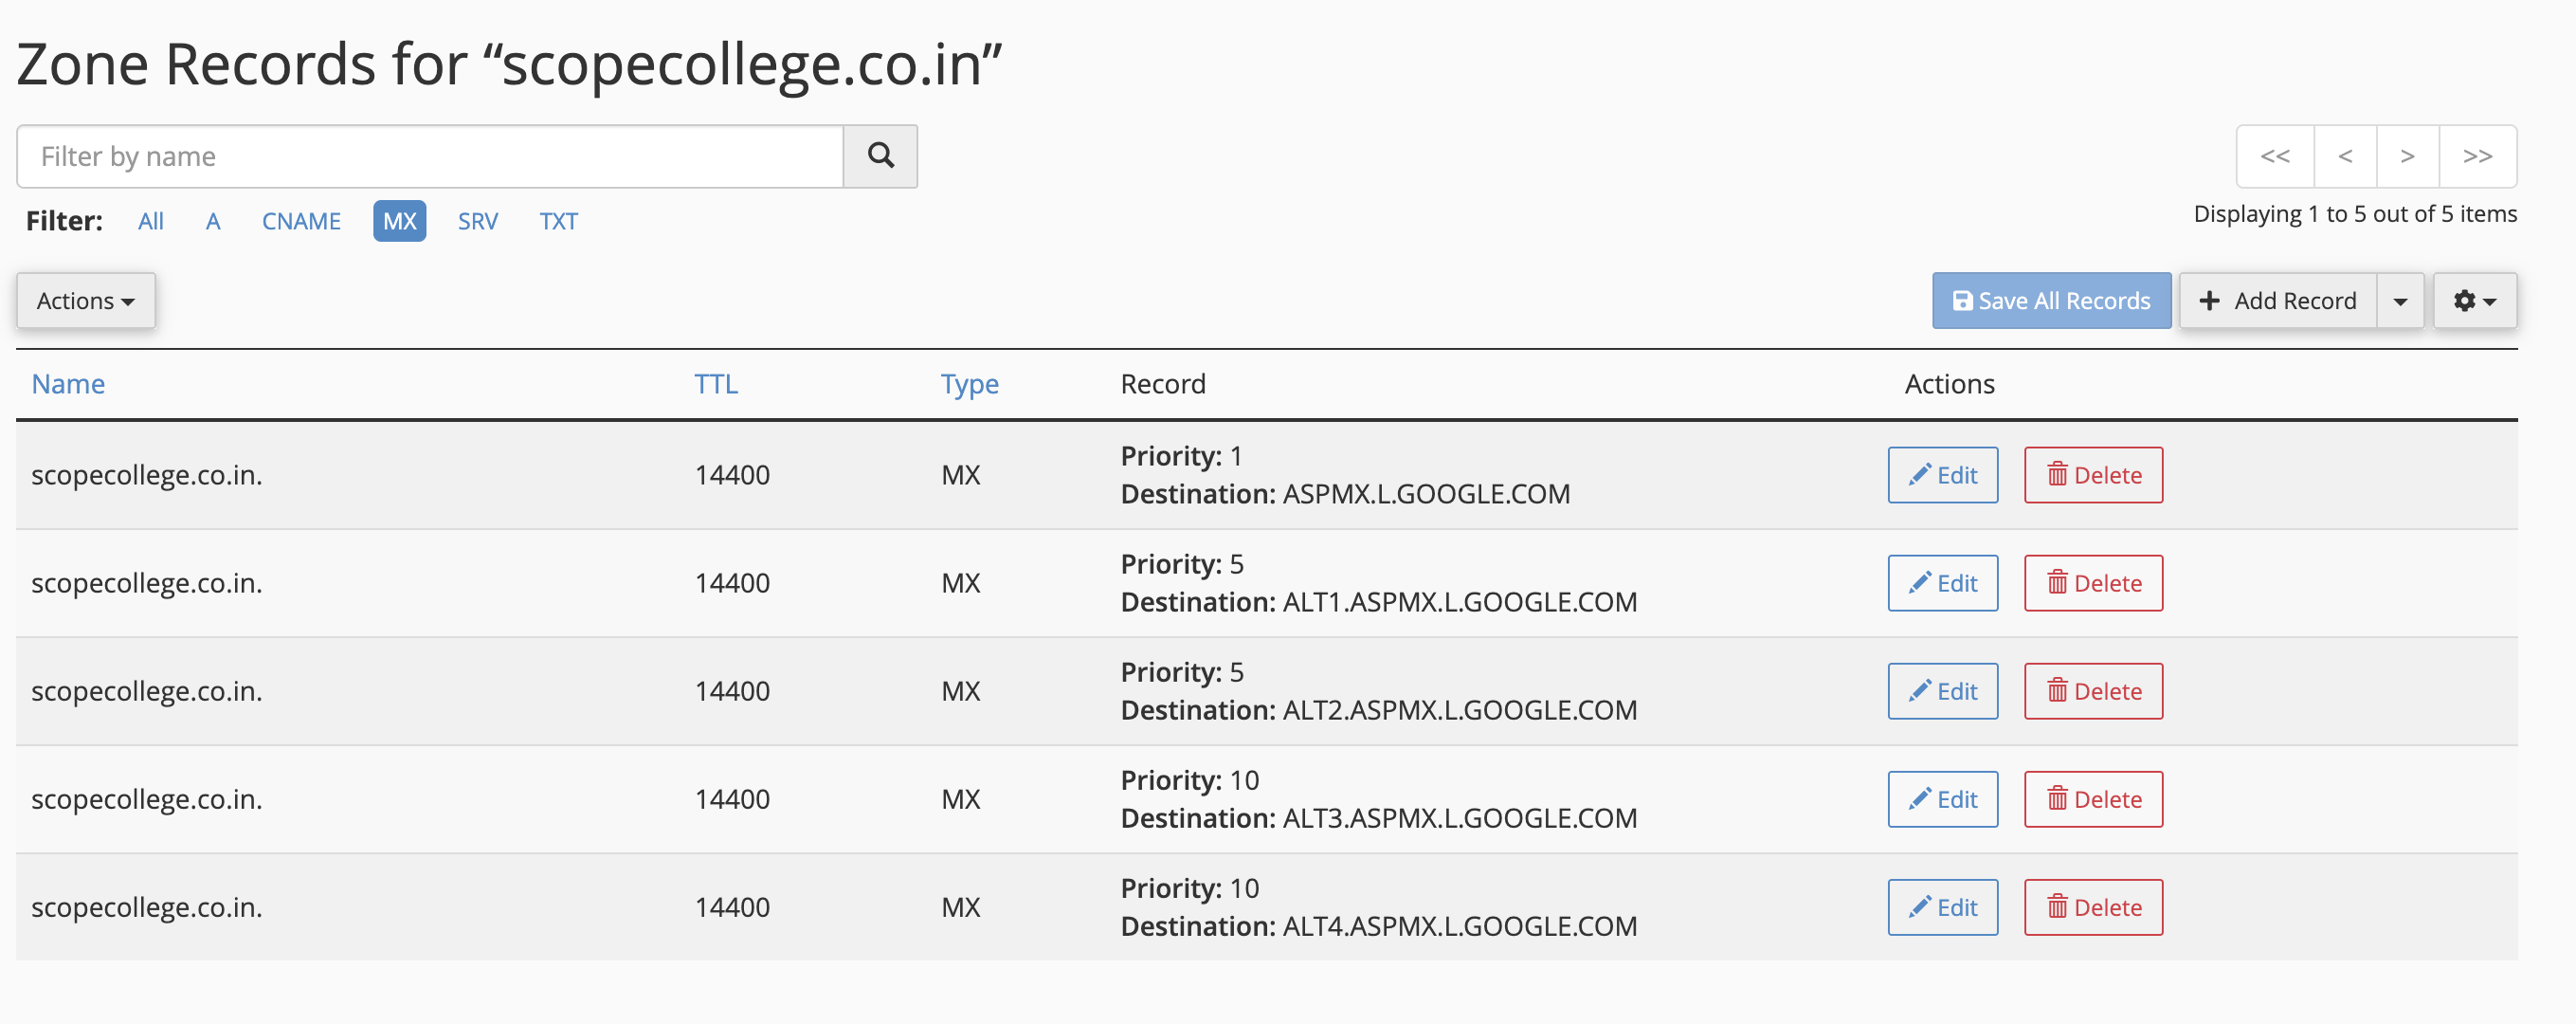 Zone Records for “scopecollege.co.in”
Filter by name
<< < > >>
Filter: All A CNAME MX SRV TXT
Displaying 1 to 5 out of 5 items
Actions
Save All Records + Add Record
Name TTL Type Record Actions
scopecollege.co.in. 14400 MX Priority: 1
Destination: ASPMX.L.GOOGLE.COM
Edit Delete
scopecollege.co.in. 14400 MX Priority: 5
Destination: ALT1.ASPMX.L.GOOGLE.COM
Edit Delete
scopecollege.co.in. 14400 MX Priority: 5
Destination: ALT2.ASPMX.L.GOOGLE.COM
Edit Delete
scopecollege.co.in. 14400 MX Priority: 10
Destination: ALT3.ASPMX.L.GOOGLE.COM
Edit Delete
scopecollege.co.in. 14400 MX Priority: 10
Destination: ALT4.ASPMX.L.GOOGLE.COM
Edit Delete